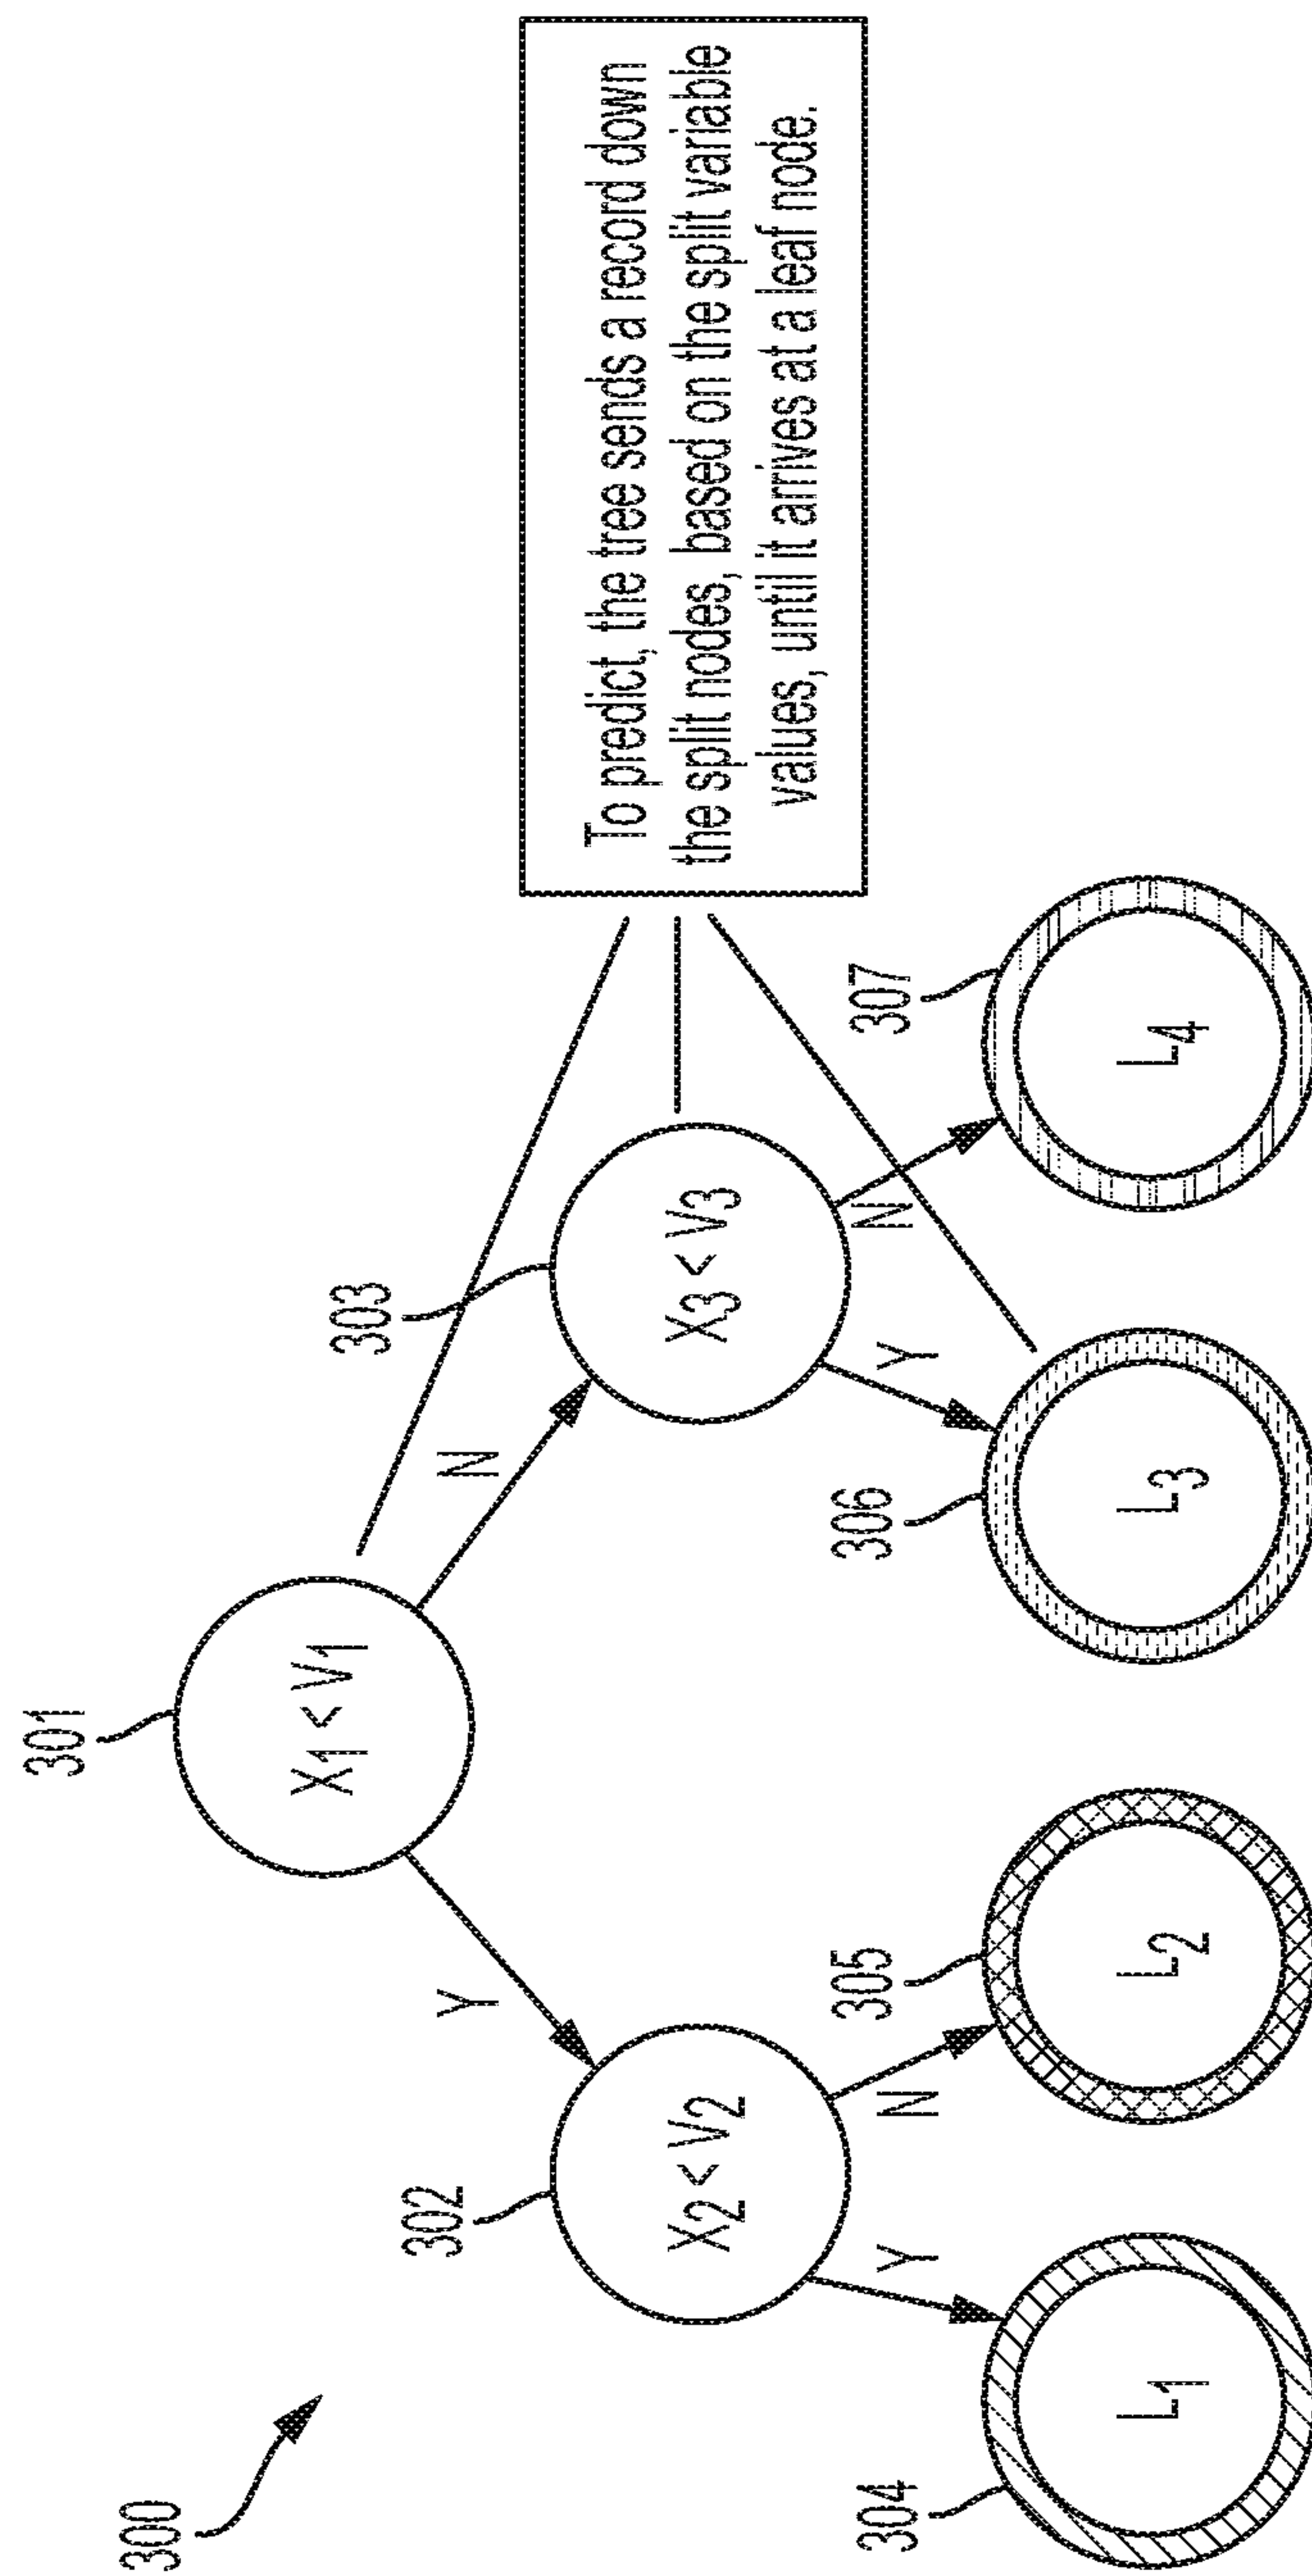 300
301
X1 < V1
Y
N
302
303
X2 < V2
X3 < V3
To predict, the tree sends a record down
the split nodes, based on the split variable
values, until it arrives at a leaf node.
Y
N
Y
N
304
305
306
307
L1
L2
L3
L4